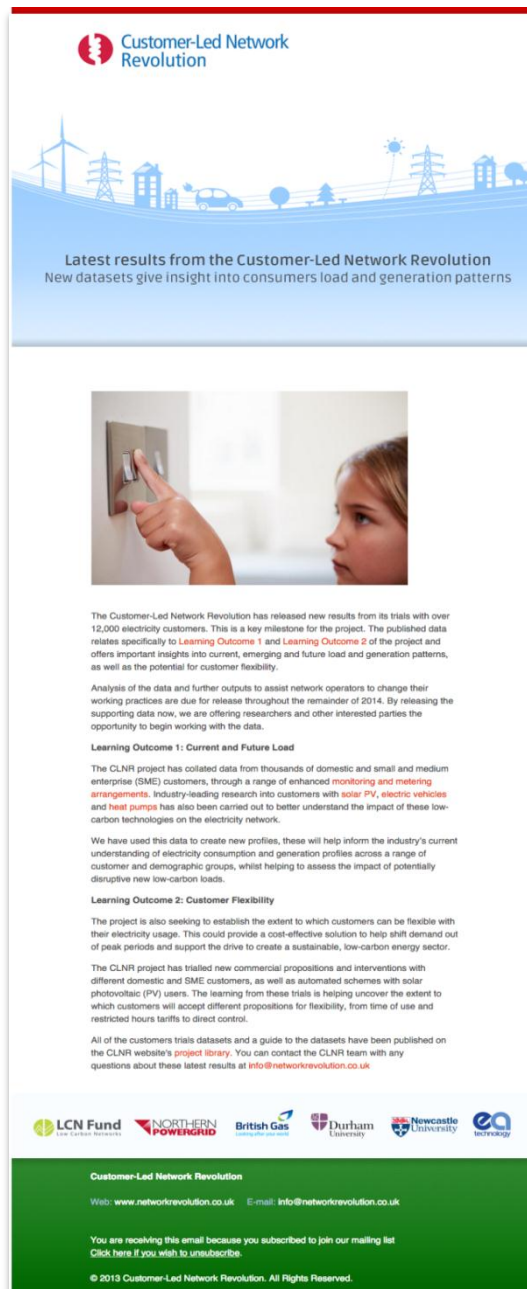 Customer-Led Network
Revolution
Latest results from the Customer-Led Network Revolution
New datasets give insight into consumers load and generation patterns
The Customer-Led Network Revolution has released new results from its trials with over
12,000 electricity customers. This is a key milestone for the project. The published data
relates specifically to Learning Outcome 1 and Learning Outcome 2 of the project and
offers important insights into current, emerging and future load and generation patterns,
as well as the potential for customer flexibility.
Analysis of the data and further outputs to assist network operators to change their
working practices are due for release throughout the remainder of 2014. By releasing the
supporting data now, we are offering researchers and other interested parties the
opportunity to begin working with the data.
Learning Outcome 1: Current and Future Load
The CLNR project has collated data from thousands of domestic and small and medium
enterprise (SME) customers, through a range of enhanced monitoring and metering
arrangements. Industry-leading research into customers with solar PV, electric vehicles
and heat pumps has also been carried out to better understand the impact of these low-
carbon technologies on the electricity network.
We have used this data to create new profiles, these will help inform the industry's current
understanding of electricity consumption and generation profiles across a range of
customer and demographic groups, whilst helping to assess the impact of potentially
disruptive new low-carbon loads.
Learning Outcome 2: Customer Flexibility
The project is also seeking to establish the extent to which customers can be flexible with
their electricity usage. This could provide a cost-effective solution to help shift demand out
of peak periods and support the drive to create a sustainable, low-carbon energy sector.
The CLNR project has trialled new commercial propositions and interventions with
different domestic and SME customers, as well as automated schemes with solar
photovoltaic (PV) users. The learning from these trials is helping uncover the extent to
which customers will accept different propositions for flexibility, from time of use and
restricted hours tariffs to direct control.
All of the customers trials datasets and a guide to the datasets have been published on
the CLNR website's project library. You can contact the CLNR team with any
questions about these latest results at info@networkrevolution.co.uk
LCN Fund
Low Carbon Networks
NORTHERN
POWERGRID
British Gas
Looking after your world
Durham
University
Newcastle
University
ea
technology
Customer-Led Network Revolution
Web: www.networkrevolution.co.uk E-mail: info@networkrevolution.co.uk
You are receiving this email because you subscribed to join our mailing list
Click here if you wish to unsubscribe.
© 2013 Customer-Led Network Revolution. All Rights Reserved.